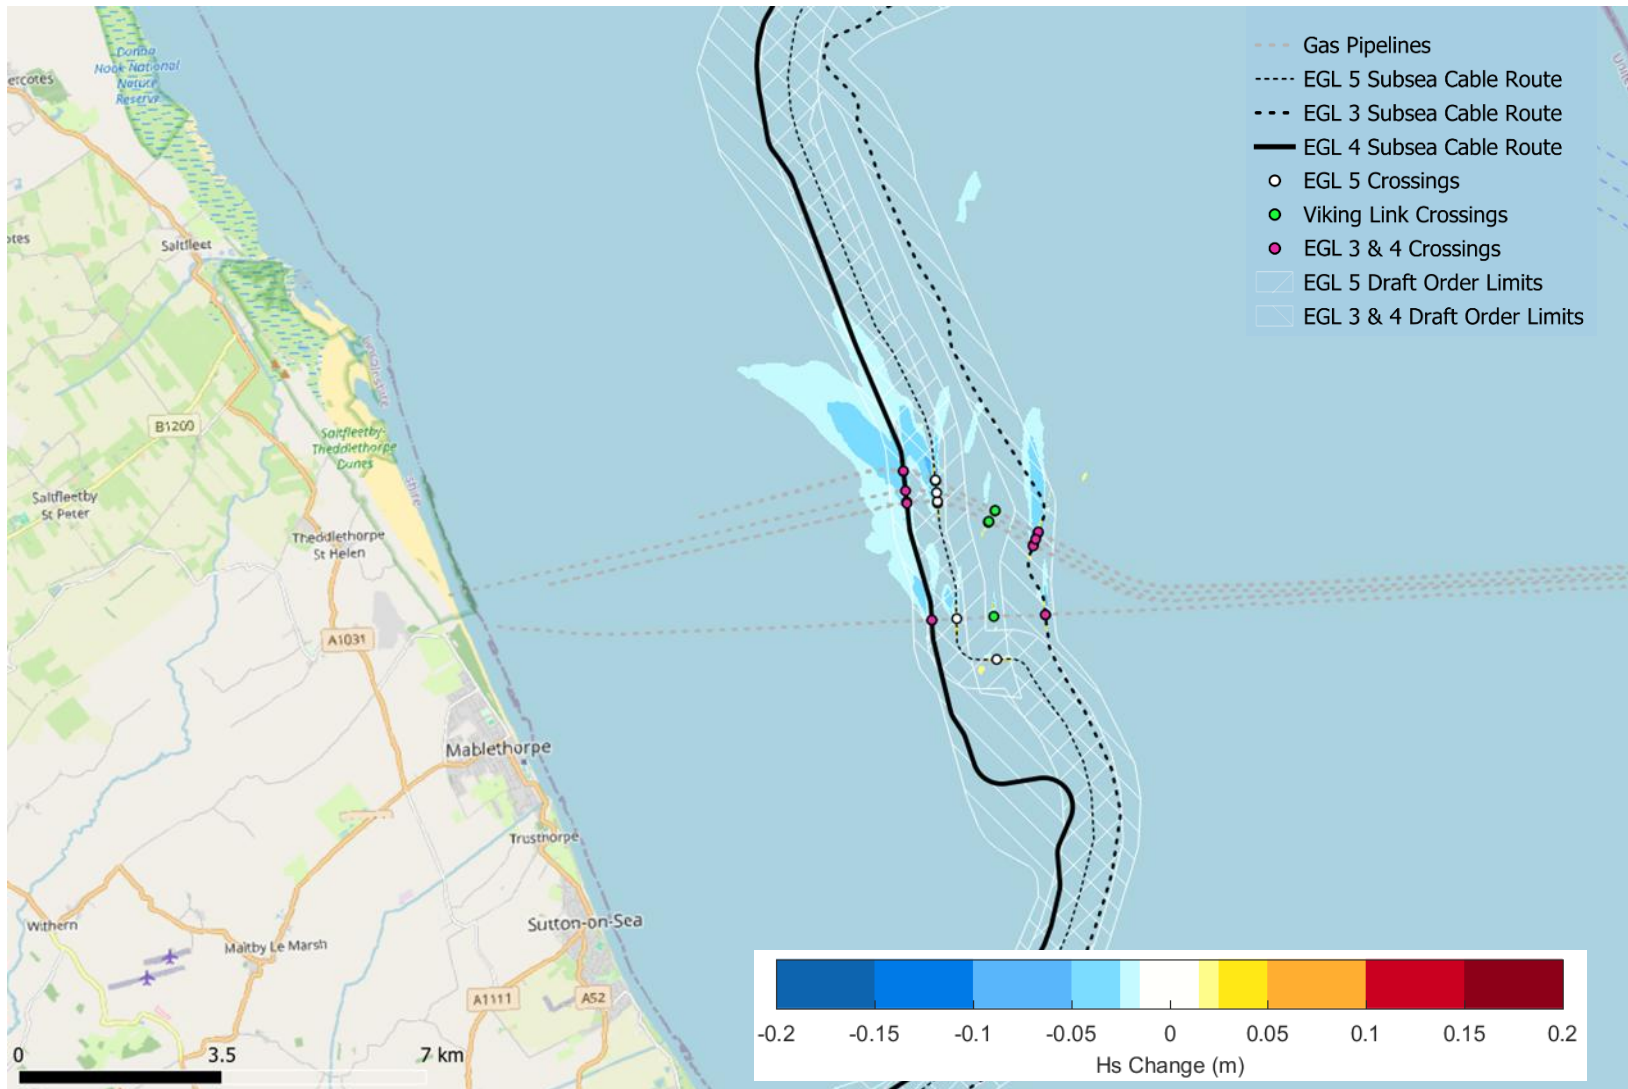 Donna
Nook National
Nature
Reserve
ercotes
otes
Saltfleet
Lincolnshire
shire
B1200
Saltfleetby-
Theddlethorpe
Dunes
Saltfleetby
St Peter
Theddlethorpe
St Helen
A1031
Mablethorpe
Trusthorpe
Sutton-on-Sea
Withern
Maltby Le Marsh
A1111
A52
0
3.5
7 km
Gas Pipelines
EGL 5 Subsea Cable Route
EGL 3 Subsea Cable Route
EGL 4 Subsea Cable Route
EGL 5 Crossings
Viking Link Crossings
EGL 3 & 4 Crossings
EGL 5 Draft Order Limits
EGL 3 & 4 Draft Order Limits
-0.2 -0.15 -0.1 -0.05 0 0.05 0.1 0.15 0.2
Hs Change (m)